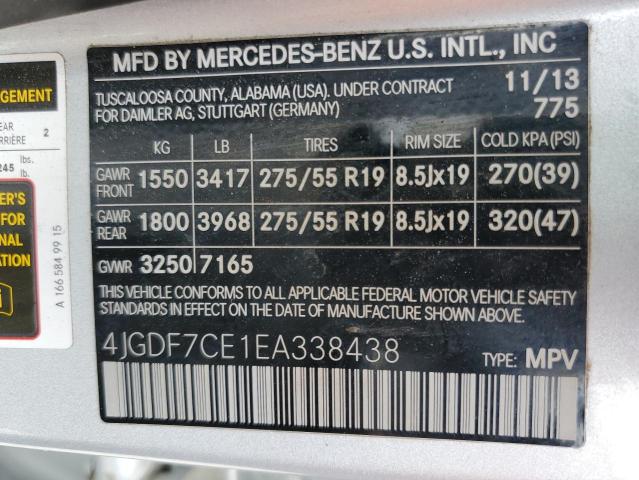 MFD BY MERCEDES-BENZ U.S. INTL., INC
TUSCALOOSA COUNTY, ALABAMA (USA). UNDER CONTRACT 11/13
FOR DAIMLER AG, STUTTGART (GERMANY) 775
KG LB TIRES RIM SIZE COLD KPA (PSI)
GAWR FRONT 1550 3417 275/55 R19 8.5Jx19 270(39)
GAWR REAR 1800 3968 275/55 R19 8.5Jx19 320(47)
GVWR 3250 7165
THIS VEHICLE CONFORMS TO ALL APPLICABLE FEDERAL MOTOR VEHICLE SAFETY
STANDARDS IN EFFECT ON THE DATE OF MANUFACTURE SHOWN ABOVE.
4JGDF7CE1EA338438 TYPE: MPV
GEMENT
EAR
RRIÈRE 2
245 lbs.
lb.
ER'S
FOR
NAL
ATION
A 166 584 99 15